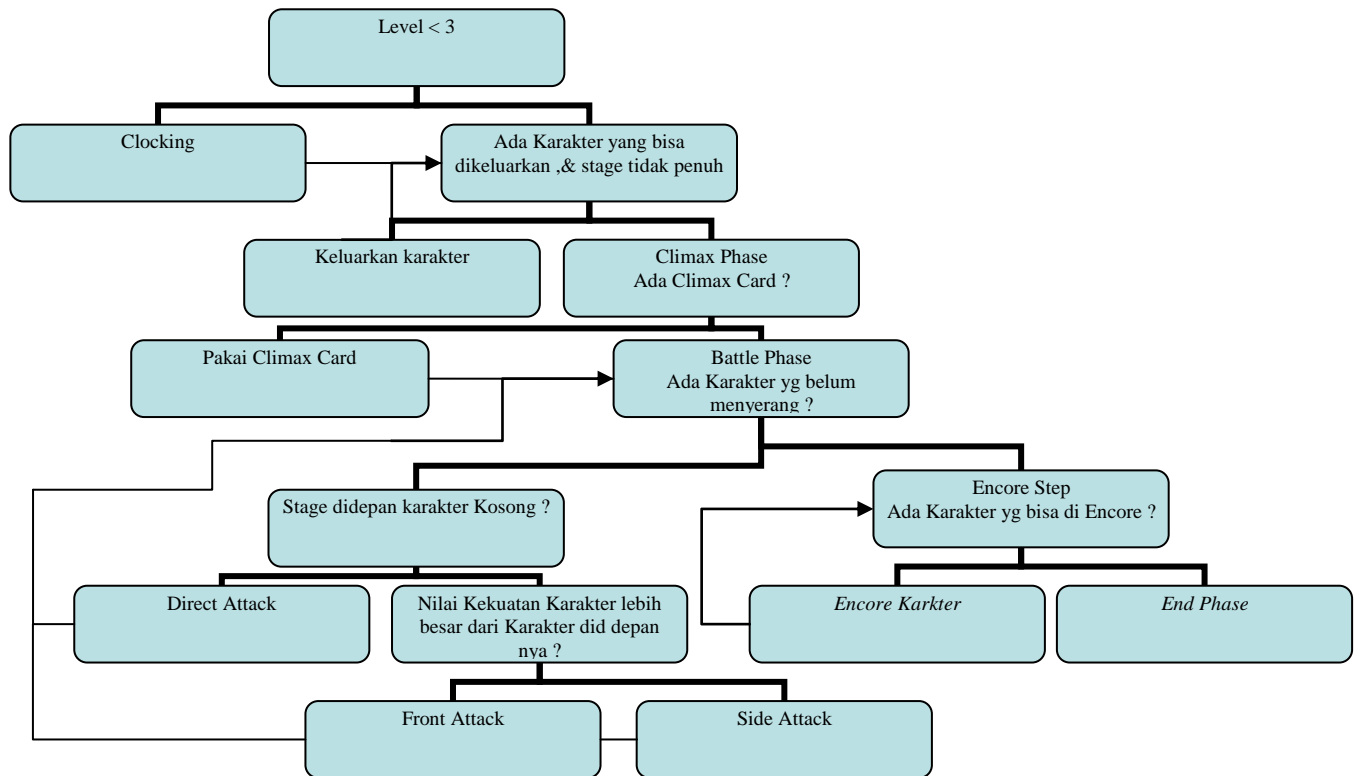 Level < 3
Clocking
Ada Karakter yang bisa
dikeluarkan ,& stage tidak penuh
Keluarkan karakter
Climax Phase
Ada Climax Card ?
Pakai Climax Card
Battle Phase
Ada Karakter yg belum
menyerang ?
Stage didepan karakter Kosong ?
Encore Step
Ada Karakter yg bisa di Encore ?
Direct Attack
Nilai Kekuatan Karakter lebih
besar dari Karakter did depan
nya ?
Encore Karkter
End Phase
Front Attack
Side Attack